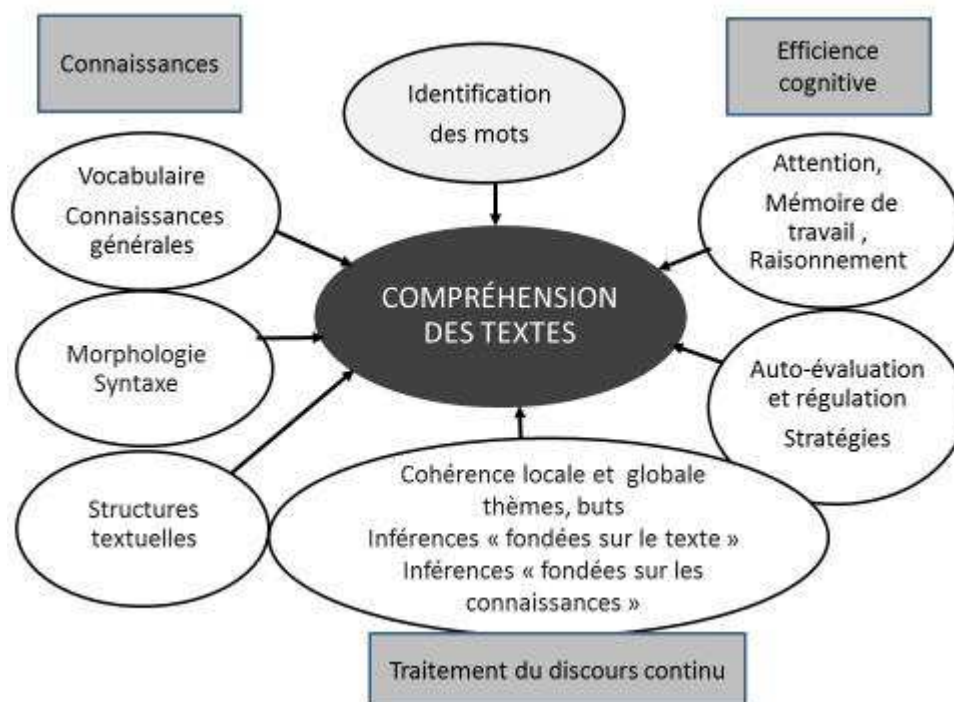 Connaissances
Efficience
cognitive
Identification
des mots
Vocabulaire
Connaissances
générales
Attention,
Mémoire de
travail ,
Raisonnement
COMPRÉHENSION
DES TEXTES
Morphologie
Syntaxe
Auto-évaluation
et régulation
Stratégies
Structures
textuelles
Cohérence locale et globale
thèmes, buts
Inférences « fondées sur le texte »
Inférences « fondées sur les
connaissances »
Traitement du discours continu